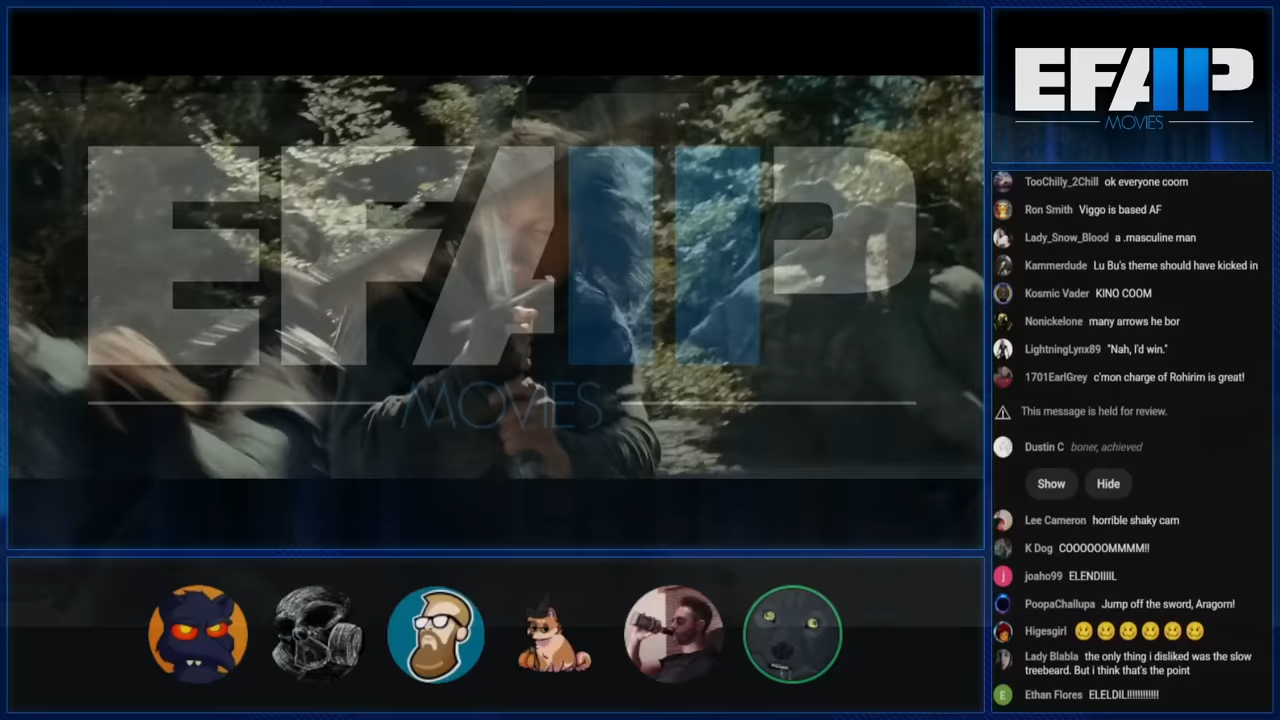 EFAP
MOVIES
EFAP
MOVIES
TooChilly_2Chill ok everyone coom
Ron Smith Viggo is based AF
Lady_Snow_Blood a .masculine man
Kammerdude Lu Bu's theme should have kicked in
Kosmic Vader KINO COOM
Nonickelone many arrows he bor
LightningLynx89 "Nah, I'd win."
1701EarlGrey c'mon charge of Rohirim is great!
This message is held for review.
Dustin C boner, achieved
Show Hide
Lee Cameron horrible shaky cam
K Dog COOOOOOMMMM!!
j
joaho99 ELENDIIIIL
PoopaChallupa Jump off the sword, Aragorn!
Higesgirl
Lady Blabla the only thing i disliked was the slow
treebeard. But i think that's the point
E
Ethan Flores ELELDIL!!!!!!!!!!!!